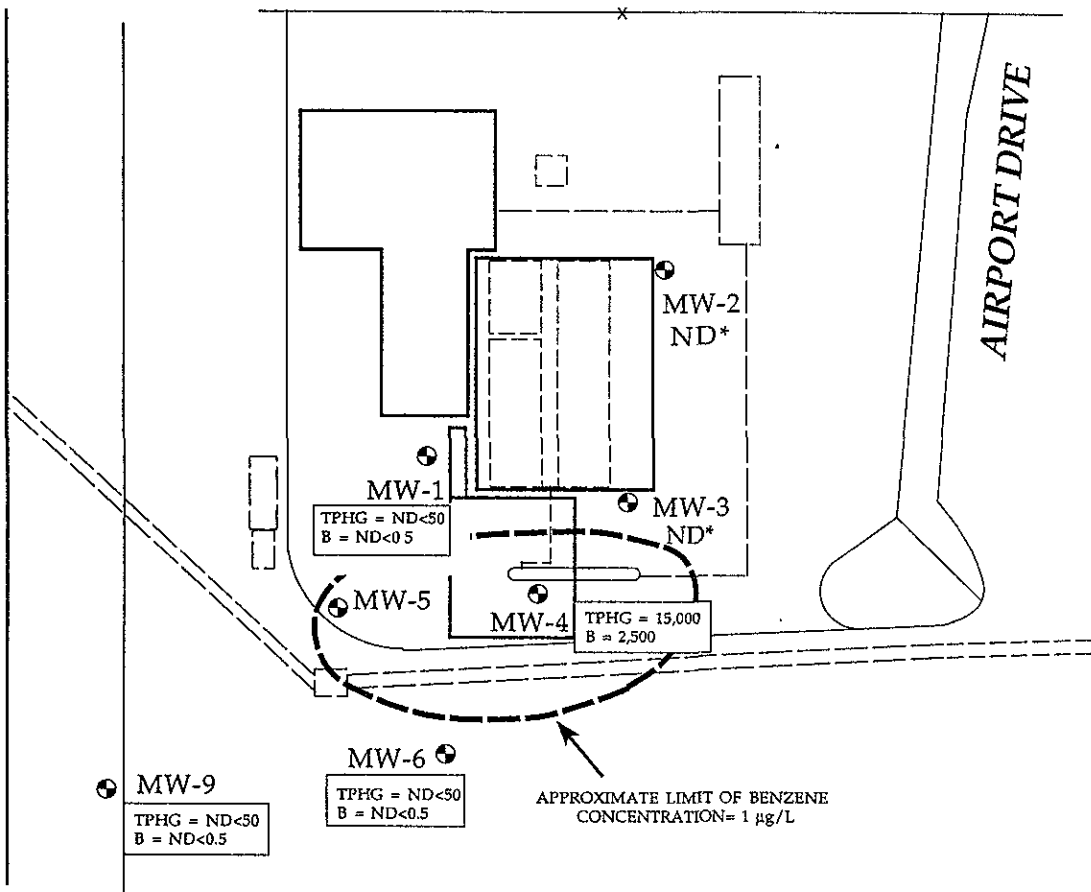 x
AIRPORT DRIVE
MW-2
ND*
MW-1
TPHG = ND<50
B = ND<0 5
MW-3
ND*
MW-5
MW-4
TPHG = 15,000
B = 2,500
MW-6
TPHG = ND<50
B = ND<0.5
MW-9
TPHG = ND<50
B = ND<0.5
APPROXIMATE LIMIT OF BENZENE
CONCENTRATION= 1 µg/L